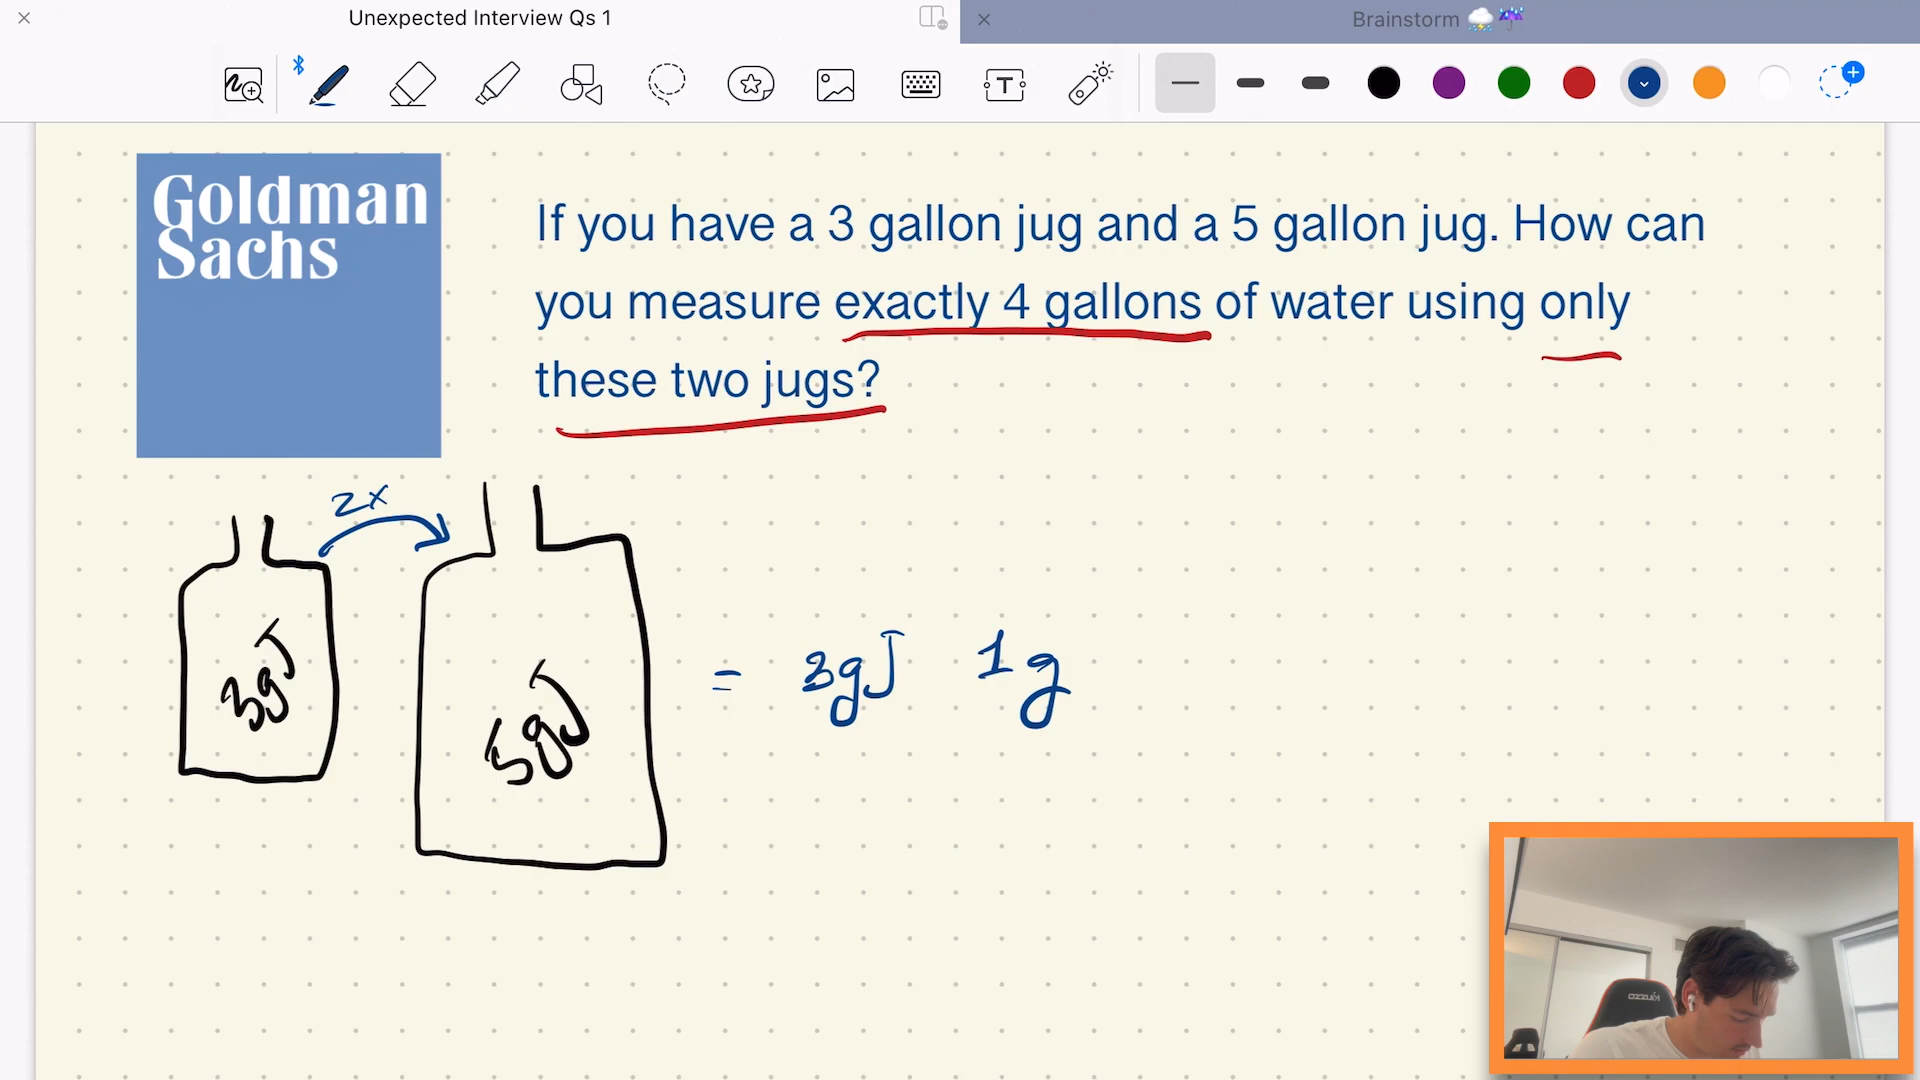 Unexpected Interview Qs 1
Brainstorm
T
Goldman
Sachs
If you have a 3 gallon jug and a 5 gallon jug. How can
you measure exactly 4 gallons of water using only
these two jugs?
2x
3gJ
5gJ
= 3gJ 1g